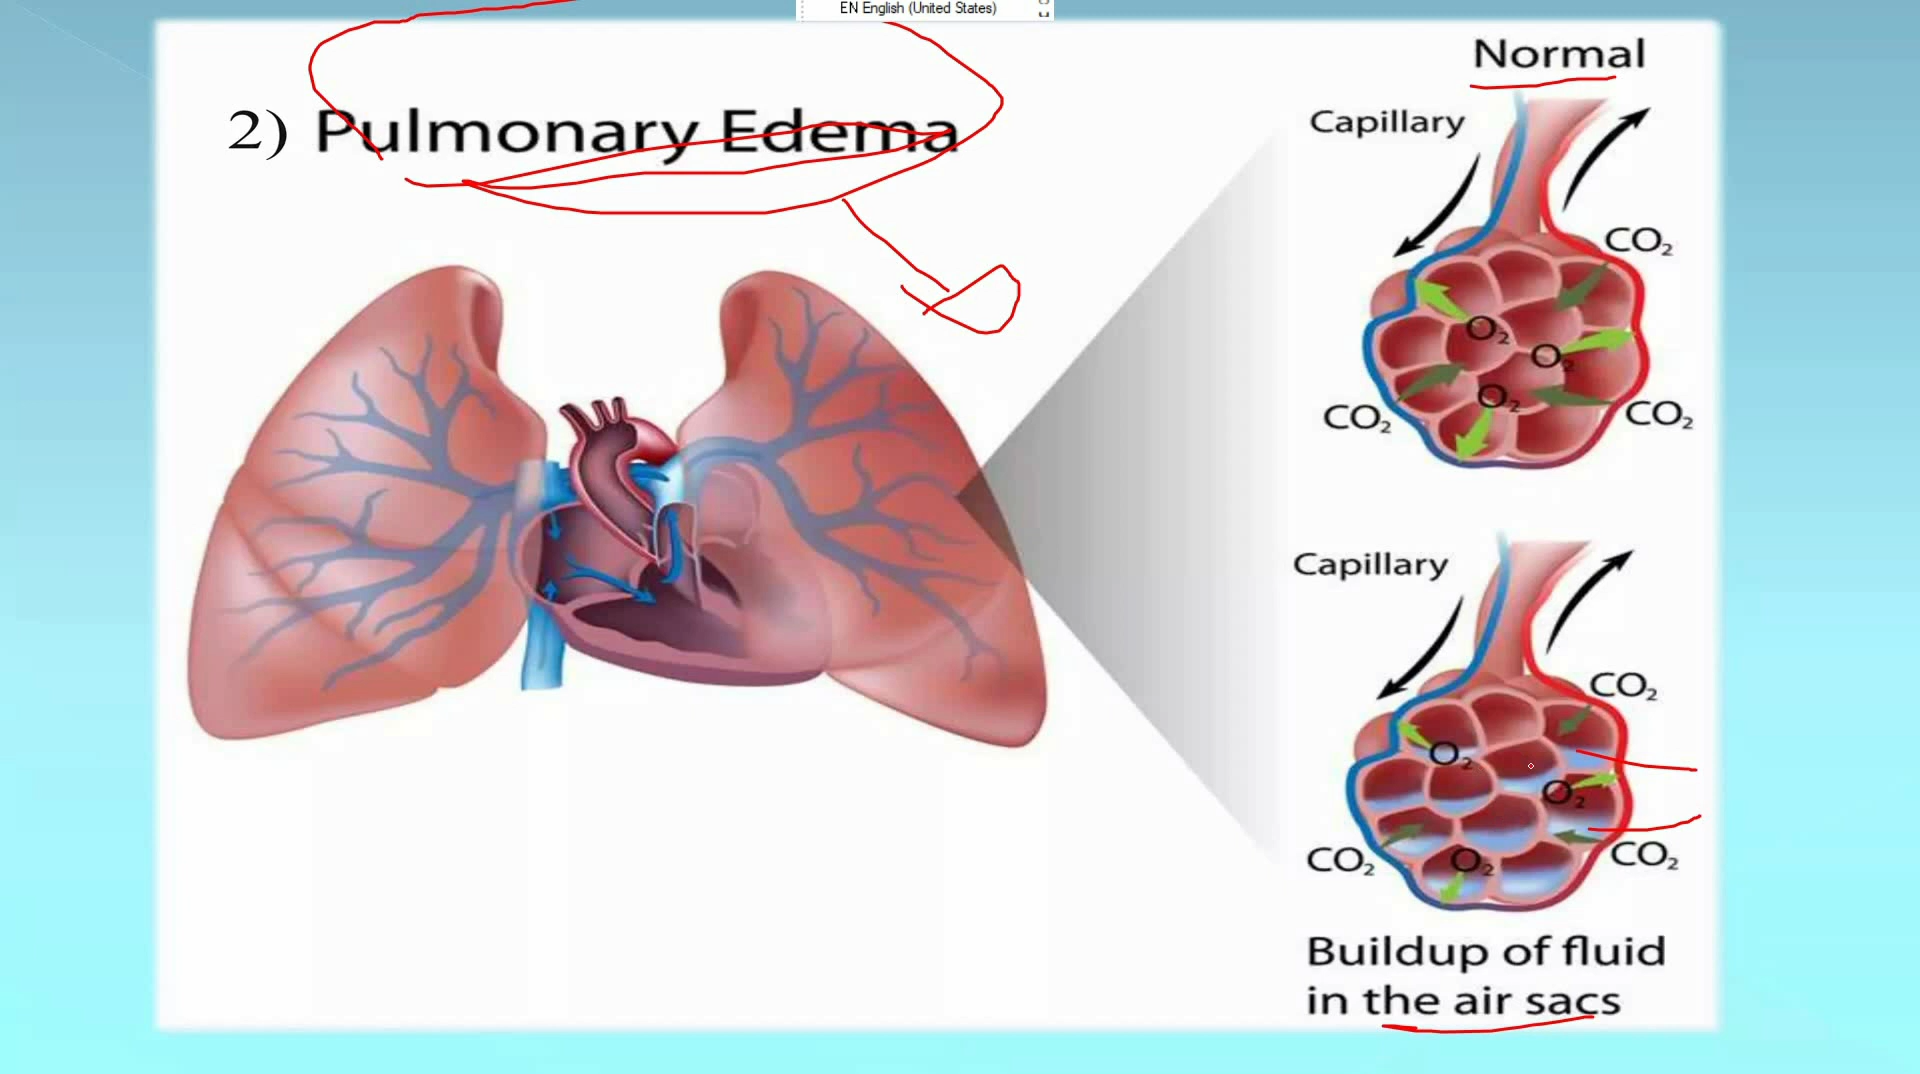 EN English (United States)
2) Pulmonary Edema
Normal
Capillary
CO₂
O₂
O₂
O₂
CO₂
CO₂
Capillary
CO₂
O₂
O₂
CO₂
O₂
CO₂
Buildup of fluid
in the air sacs